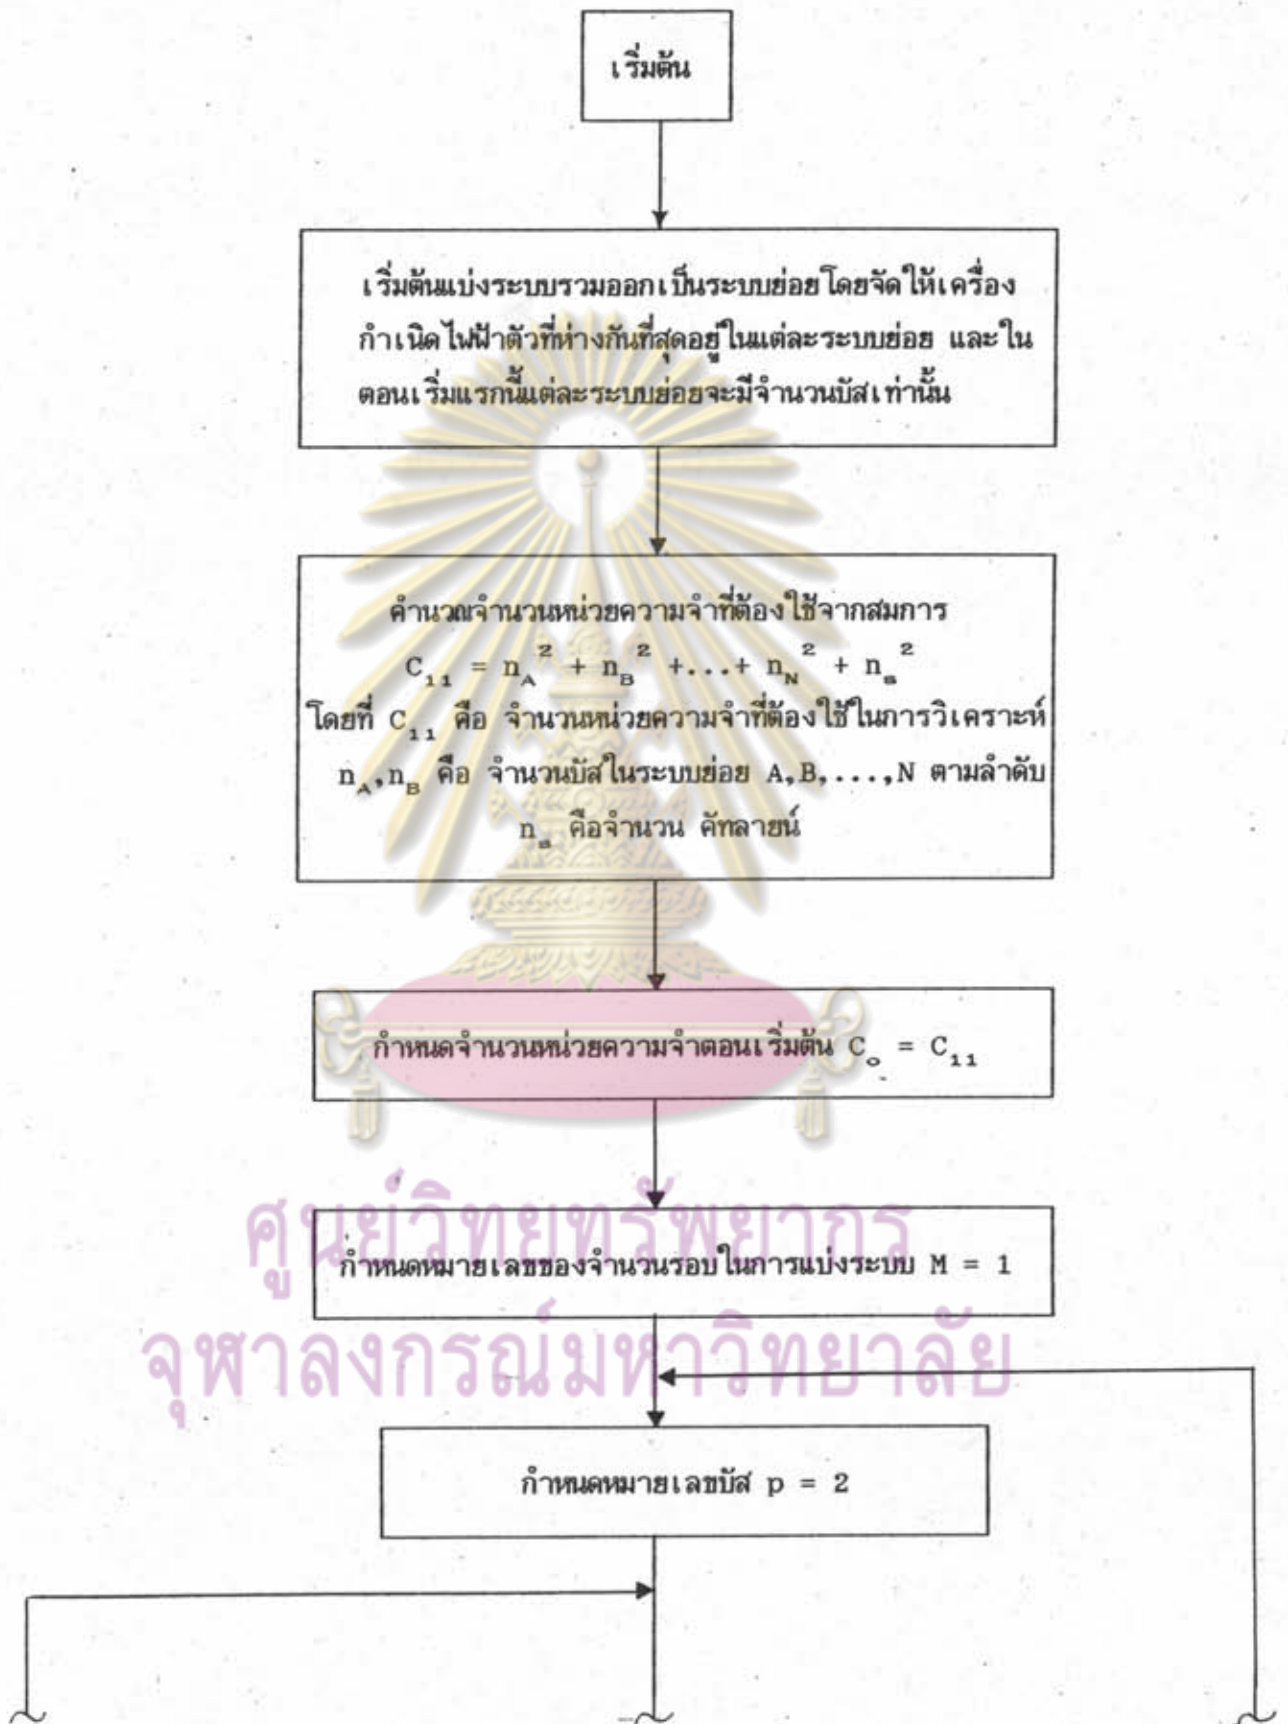 เริ่มต้น
เริ่มต้นแบ่งระบบรวมออกเป็นระบบย่อยโดยจัดให้เครื่อง
กำเนิดไฟฟ้าตัวที่ห่างกันที่สุดอยู่ในแต่ละระบบย่อย และใน
ตอนเริ่มแรกนี้แต่ละระบบย่อยจะมีจำนวนบัสเท่านั้น
คำนวณจำนวนหน่วยความจำที่ต้องใช้จากสมการ
C₁₁ = n_A² + n_B² +...+ n_N² + n_s²
โดยที่ C₁₁ คือ จำนวนหน่วยความจำที่ต้องใช้ในการวิเคราะห์
n_A,n_B คือ จำนวนบัสในระบบย่อย A,B,...,N ตามลำดับ
n_s คือจำนวน คัทลายน์
กำหนดจำนวนหน่วยความจำตอนเริ่มต้น C₀ = C₁₁
ศูนย์วิทยทรัพยากร
กำหนดหมายเลขของจำนวนรอบในการแบ่งระบบ M = 1
จุฬาลงกรณ์มหาวิทยาลัย
กำหนดหมายเลขบัส p = 2